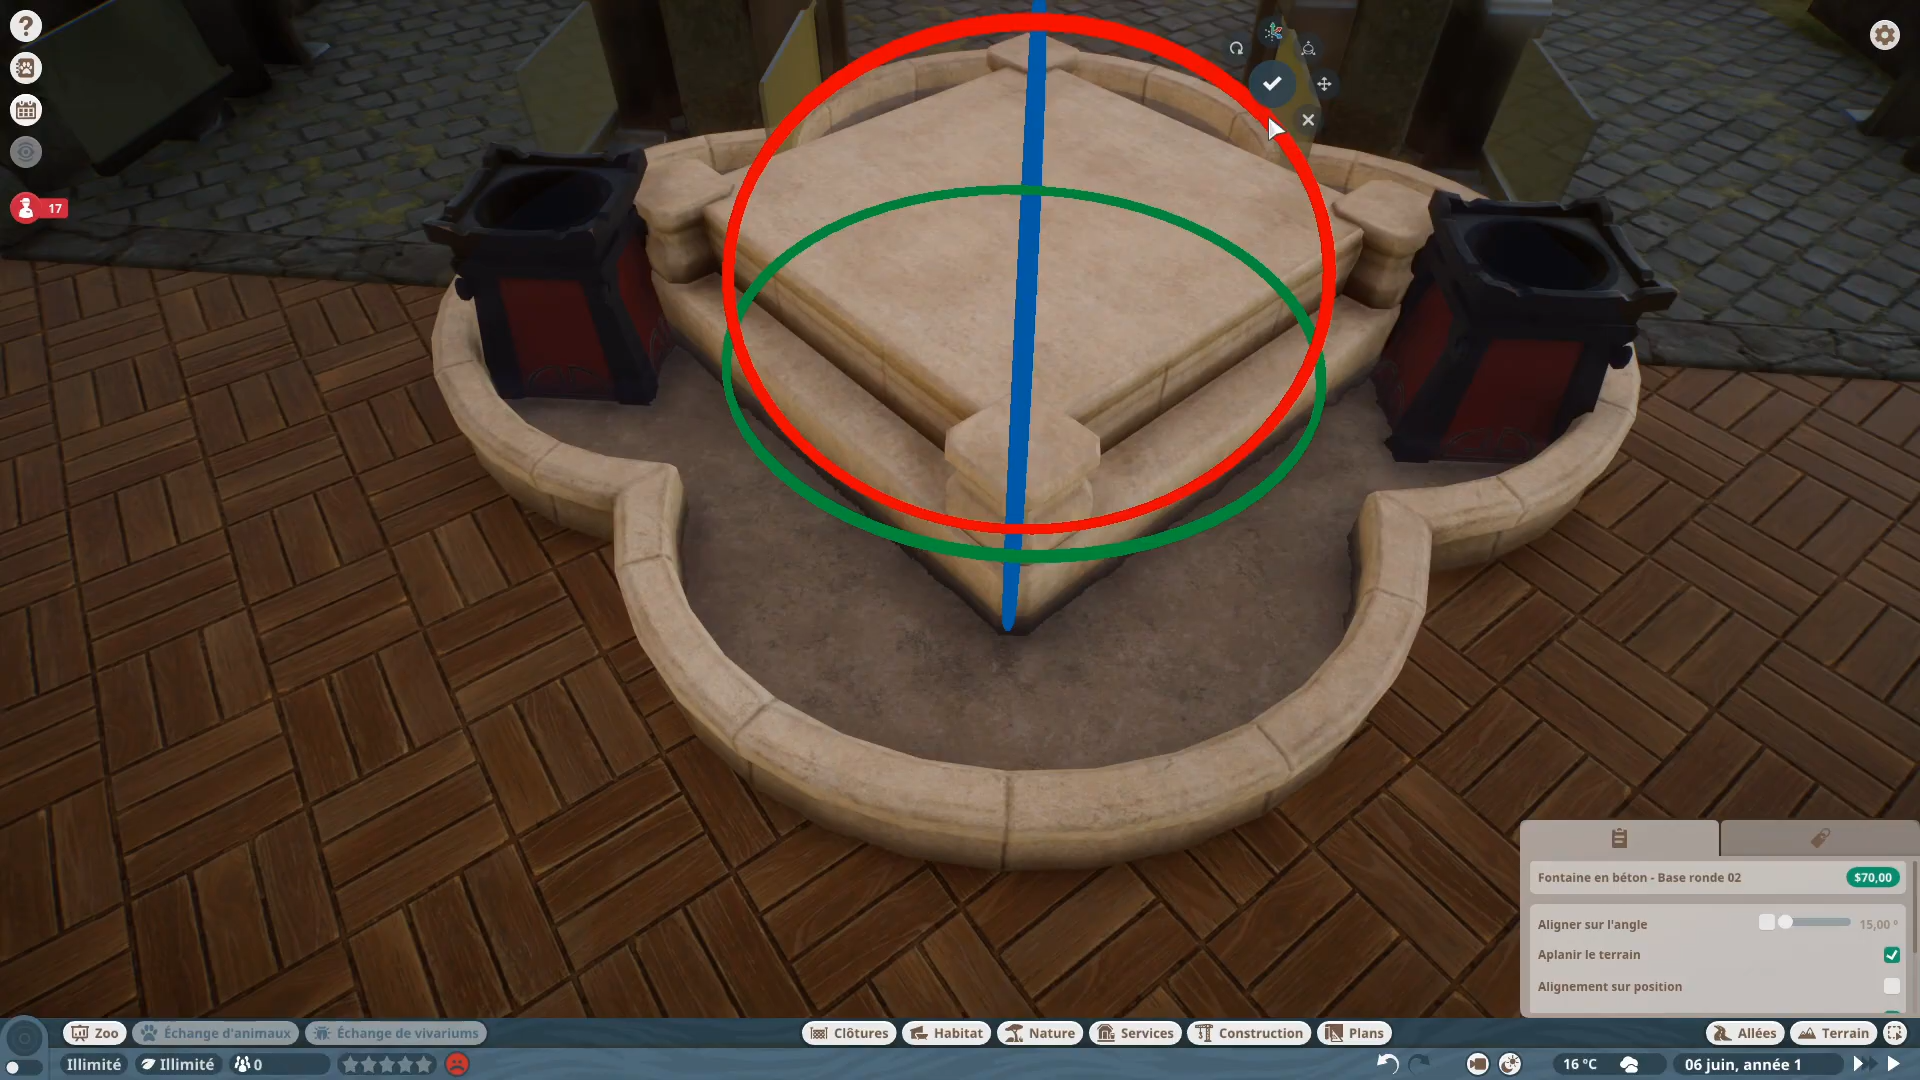 ?
17
Fontaine en béton - Base ronde 02 $70,00
Aligner sur l'angle 15,00 °
Aplanir le terrain
Alignement sur position
Zoo Échange d'animaux Échange de vivariums Clôtures Habitat Nature Services Construction Plans Allées Terrain
Illimité Illimité 0 16 °C 06 juin, année 1